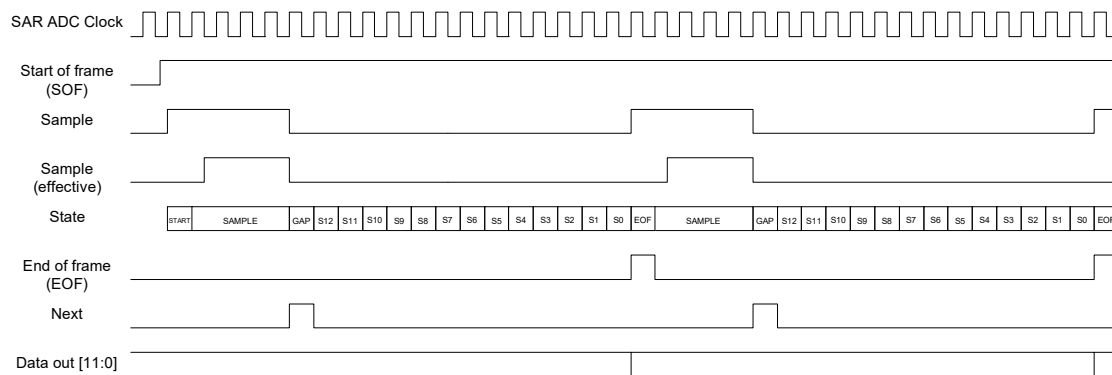 SAR ADC Clock
Start of frame
(SOF)
Sample
Sample
(effective)
State START SAMPLE GAP S12 S11 S10 S9 S8 S7 S6 S5 S4 S3 S2 S1 S0 EOF SAMPLE GAP S12 S11 S10 S9 S8 S7 S6 S5 S4 S3 S2 S1 S0 EOF
End of frame
(EOF)
Next
Data out [11:0]